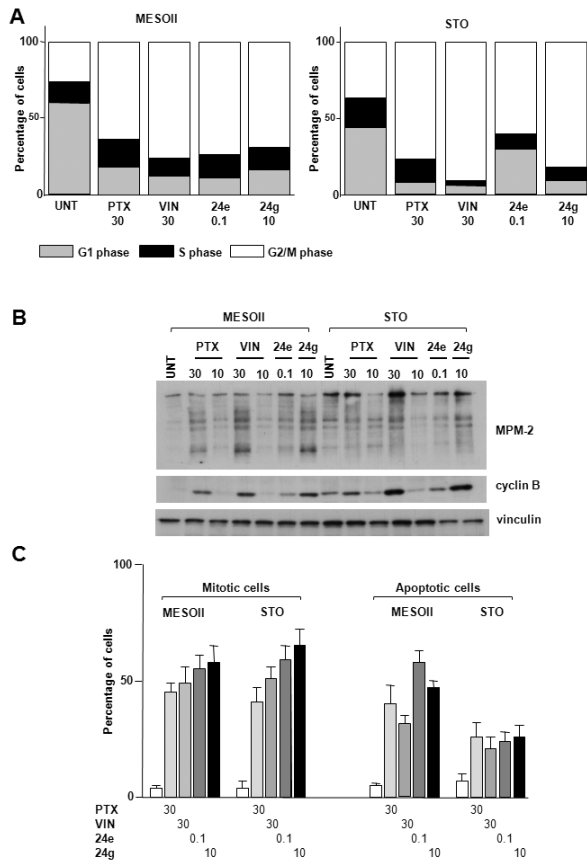 A
MESOII
STO
Percentage of cells
100
50
0
UNT PTX VIN 24e 24g
30 30 0.1 10
Percentage of cells
100
50
0
UNT PTX VIN 24e 24g
30 30 0.1 10
G1 phase S phase G2/M phase
B
MESOII STO
UNT PTX VIN 24e 24g UNT PTX VIN 24e 24g
30 10 30 10 0.1 10 30 10 30 10 0.1 10
MPM-2
cyclin B
vinculin
C
Percentage of cells
100
50
0
Mitotic cells Apoptotic cells
MESOII STO MESOII STO
PTX 30 30 30 30
VIN 30 30 30 30
24e 0.1 0.1 0.1 0.1
24g 10 10 10 10